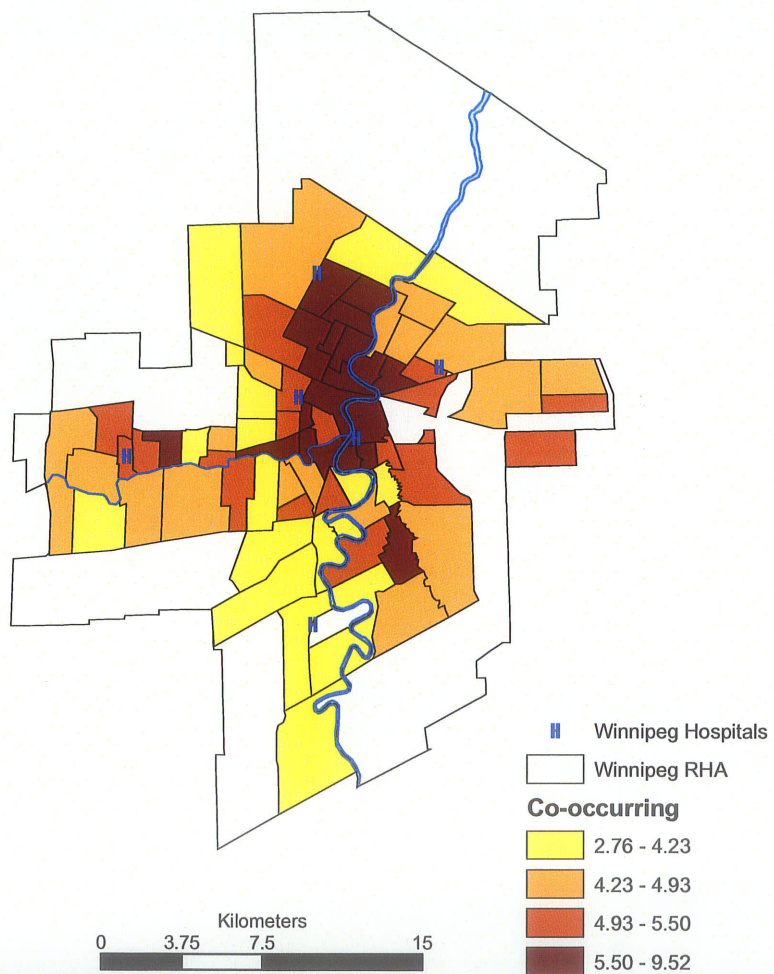 H
H
H
H
H
H
H Winnipeg Hospitals
Winnipeg RHA
Co-occurring
2.76 - 4.23
4.23 - 4.93
4.93 - 5.50
5.50 - 9.52
Kilometers
0 3.75 7.5 15